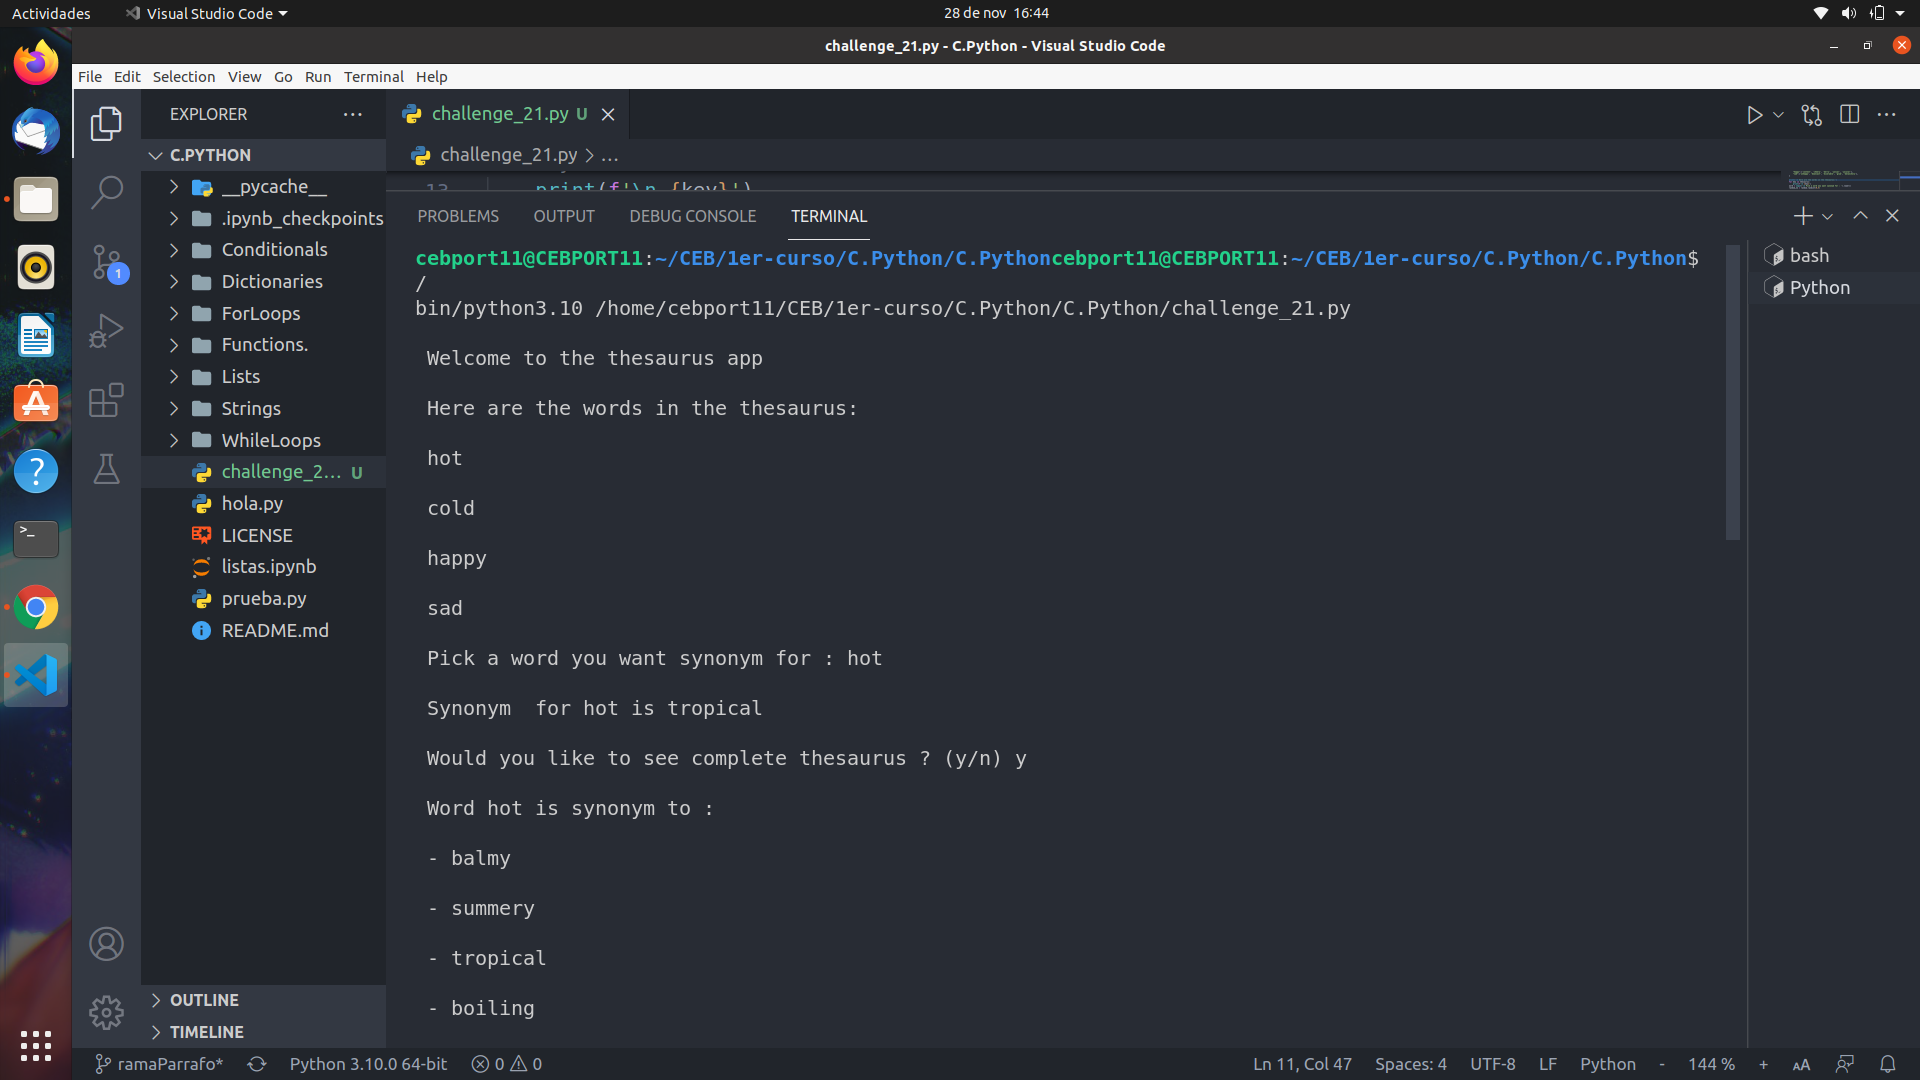 Actividades
Visual Studio Code
28 de nov 16:44
challenge_21.py - C.Python - Visual Studio Code
File Edit Selection View Go Run Terminal Help
EXPLORER
challenge_21.py U
C.PYTHON
challenge_21.py > ...
__pycache__
13 print(f'\n {key}')
.ipynb_checkpoints
Conditionals
Dictionaries
ForLoops
Functions.
Lists
Strings
WhileLoops
challenge_2... U
hola.py
LICENSE
listas.ipynb
prueba.py
README.md
OUTLINE
TIMELINE
PROBLEMS OUTPUT DEBUG CONSOLE TERMINAL
cebport11@CEBPORT11:~/CEB/1er-curso/C.Python/C.Pythoncebport11@CEBPORT11:~/CEB/1er-curso/C.Python/C.Python$
/
bin/python3.10 /home/cebport11/CEB/1er-curso/C.Python/C.Python/challenge_21.py
Welcome to the thesaurus app
Here are the words in the thesaurus:
hot
cold
happy
sad
Pick a word you want synonym for : hot
Synonym  for hot is tropical
Would you like to see complete thesaurus ? (y/n) y
Word hot is synonym to :
- balmy
- summery
- tropical
- boiling
bash
Python
1
ramaParrafo*
Python 3.10.0 64-bit
0
0
Ln 11, Col 47
Spaces: 4
UTF-8
LF
Python
- 144 % +
AA